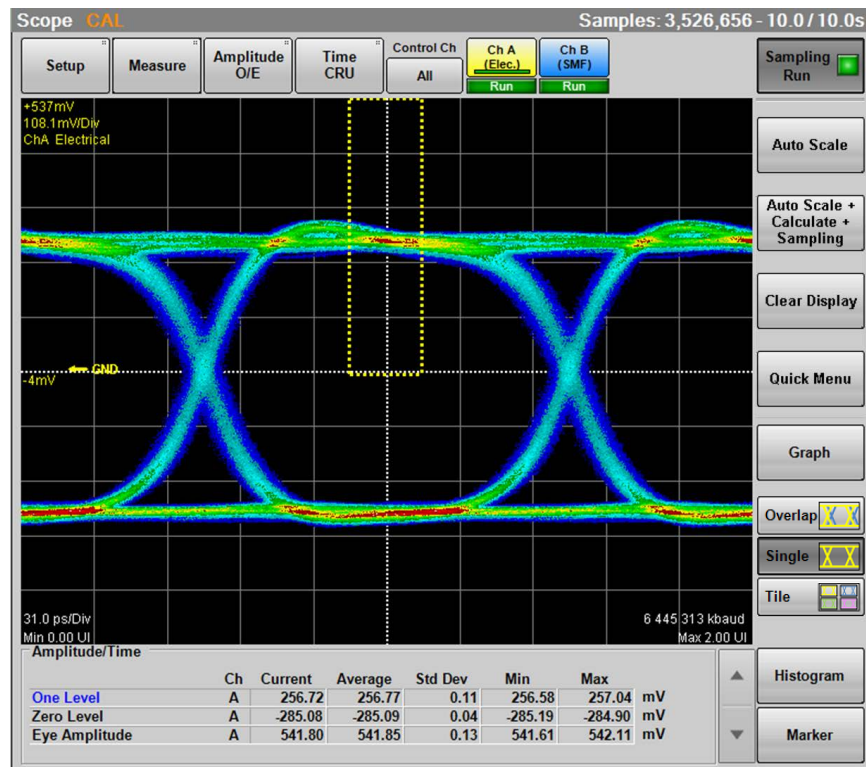 Scope CAL Samples: 3,526,656 - 10.0 / 10.0s
Setup
Measure
Amplitude
O/E
Time
CRU
Control Ch
All
Ch A
(Elec.)
Run
Ch B
(SMF)
Run
Sampling
Run
+537mV
108.1mV/Div
ChA Electrical
GND
-4mV
31.0 ps/Div
Min 0.00 UI
6 445 313 kbaud
Max 2.00 UI
Auto Scale
Auto Scale +
Calculate +
Sampling
Clear Display
Quick Menu
Graph
Overlap
Single
Tile
Histogram
Marker
Amplitude/Time
Ch Current Average Std Dev Min Max
One Level A 256.72 256.77 0.11 256.58 257.04 mV
Zero Level A -285.08 -285.09 0.04 -285.19 -284.90 mV
Eye Amplitude A 541.80 541.85 0.13 541.61 542.11 mV